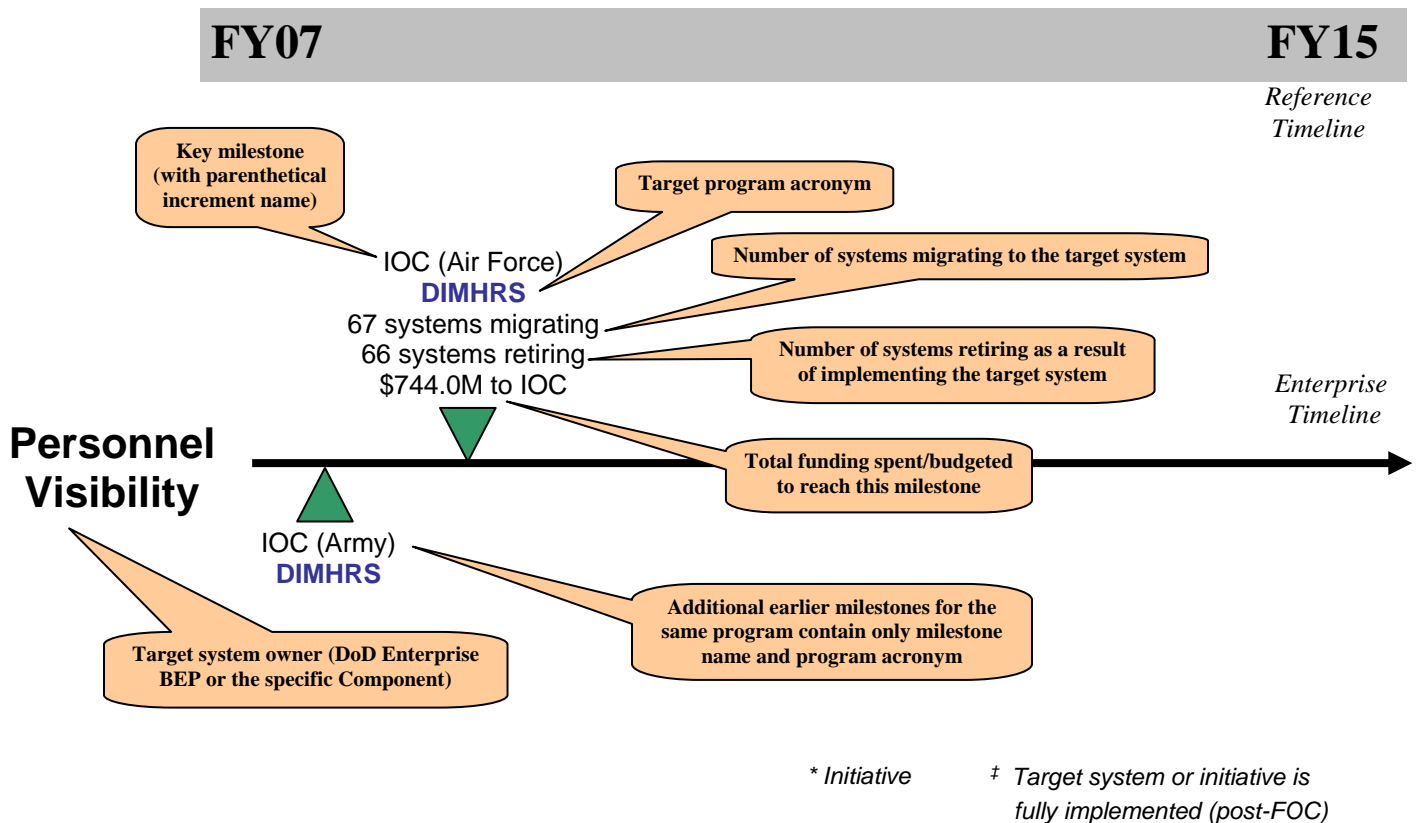 FY07
FY15
Reference
Timeline
Key milestone
(with parenthetical
increment name)
Target program acronym
IOC (Air Force)
DIMHRS
67 systems migrating
66 systems retiring
$744.0M to IOC
Number of systems migrating to the target system
Number of systems retiring as a result
of implementing the target system
Enterprise
Timeline
Personnel
Visibility
Total funding spent/budgeted
to reach this milestone
IOC (Army)
DIMHRS
Additional earlier milestones for the
same program contain only milestone
name and program acronym
Target system owner (DoD Enterprise
BEP or the specific Component)
* Initiative
‡ Target system or initiative is
fully implemented (post-FOC)